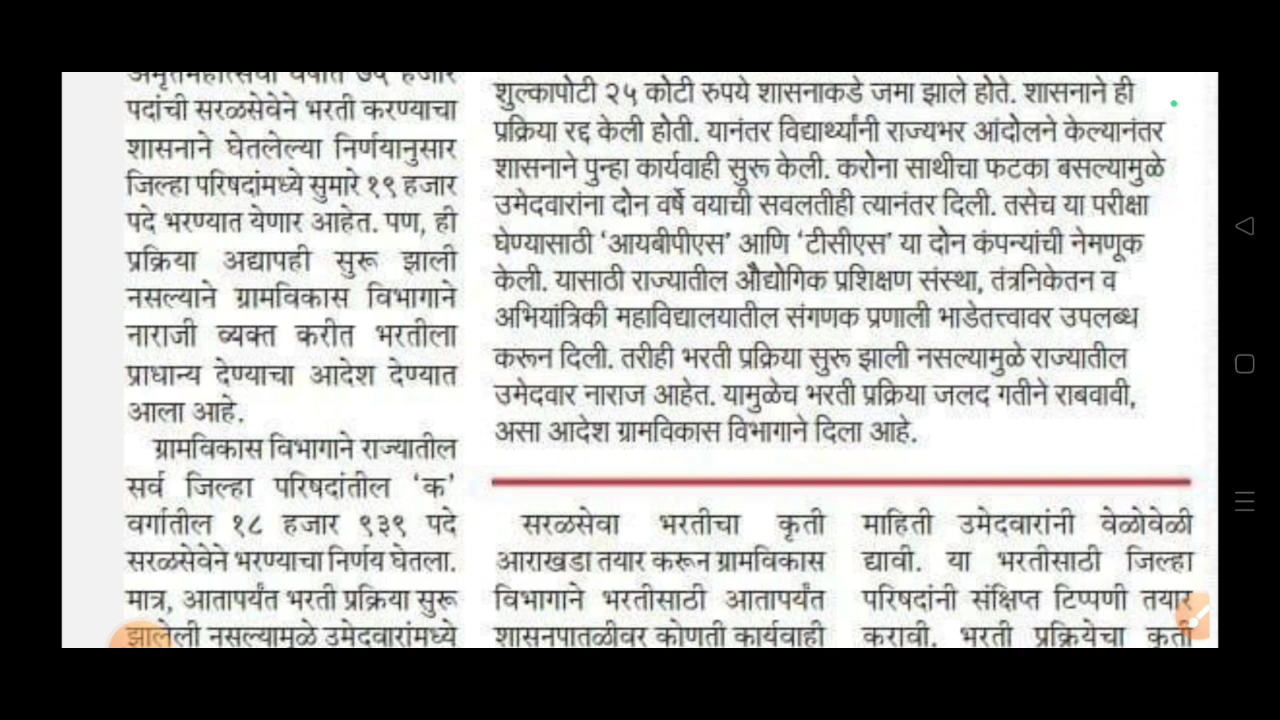 अमृतमहोत्सवी वर्षात ७५ हजार
पदांची सरळसेवेने भरती करण्याचा
शासनाने घेतलेल्या निर्णयानुसार
जिल्हा परिषदांमध्ये सुमारे १९ हजार
पदे भरण्यात येणार आहेत. पण, ही
प्रक्रिया अद्यापही सुरू झाली
नसल्याने ग्रामविकास विभागाने
नाराजी व्यक्त करीत भरतीला
प्राधान्य देण्याचा आदेश देण्यात
आला आहे.
ग्रामविकास विभागाने राज्यातील
सर्व जिल्हा परिषदांतील ‘क’
वर्गातील १८ हजार ९३९ पदे
सरळसेवेने भरण्याचा निर्णय घेतला.
मात्र, आतापर्यंत भरती प्रक्रिया सुरू
झालेली नसल्यामुळे उमेदवारांमध्ये
शुल्कापोटी २५ कोटी रुपये शासनाकडे जमा झाले होते. शासनाने ही
प्रक्रिया रद्द केली होती. यानंतर विद्यार्थ्यांनी राज्यभर आंदोलने केल्यानंतर
शासनाने पुन्हा कार्यवाही सुरू केली. करोना साथीचा फटका बसल्यामुळे
उमेदवारांना दोन वर्षे वयाची सवलतीही त्यानंतर दिली. तसेच या परीक्षा
घेण्यासाठी ‘आयबीपीएस’ आणि ‘टीसीएस’ या दोन कंपन्यांची नेमणूक
केली. यासाठी राज्यातील औद्योगिक प्रशिक्षण संस्था, तंत्रनिकेतन व
अभियांत्रिकी महाविद्यालयातील संगणक प्रणाली भाडेतत्त्वावर उपलब्ध
करून दिली. तरीही भरती प्रक्रिया सुरू झाली नसल्यामुळे राज्यातील
उमेदवार नाराज आहेत. यामुळेच भरती प्रक्रिया जलद गतीने राबवावी,
असा आदेश ग्रामविकास विभागाने दिला आहे.
सरळसेवा भरतीचा कृती
आराखडा तयार करून ग्रामविकास
विभागाने भरतीसाठी आतापर्यंत
शासनपातळीवर कोणती कार्यवाही
माहिती उमेदवारांनी वेळोवेळी
द्यावी. या भरतीसाठी जिल्हा
परिषदांनी संक्षिप्त टिप्पणी तयार
करावी. भरती प्रक्रियेचा कृती